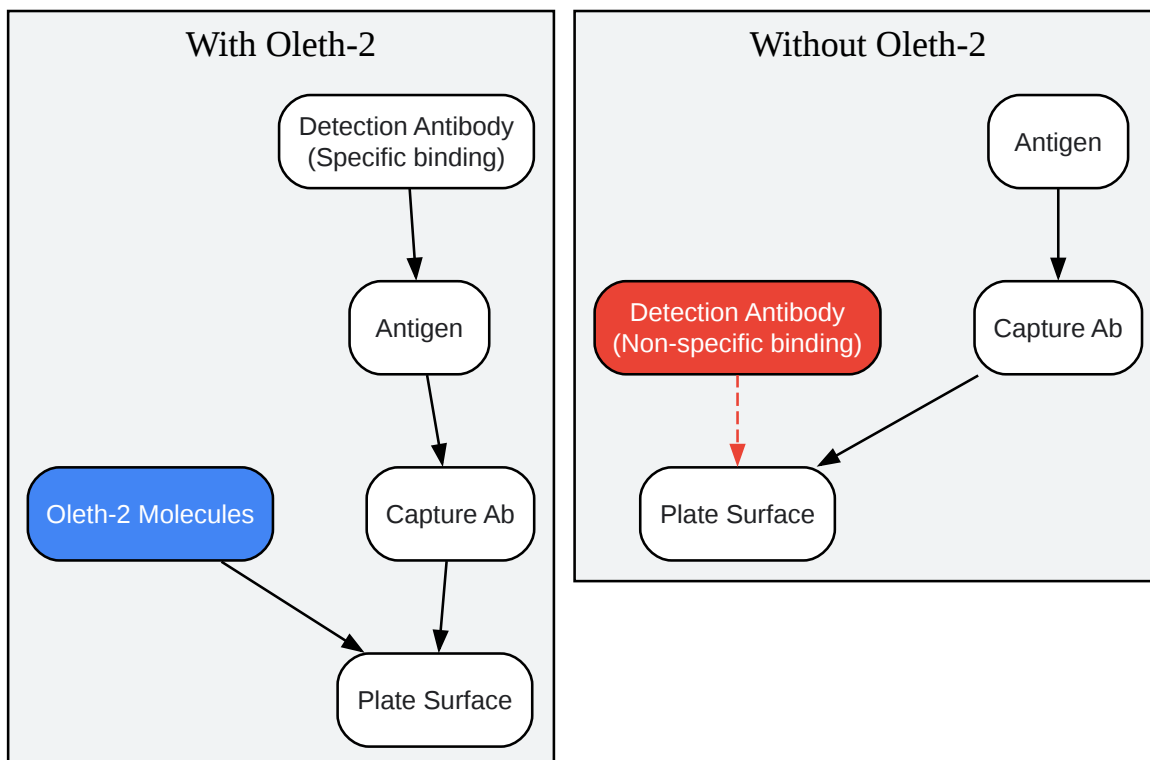 With Oleth-2
Detection Antibody
(Specific binding)
Antigen
Oleth-2 Molecules
Capture Ab
Plate Surface
Without Oleth-2
Antigen
Detection Antibody
(Non-specific binding)
Capture Ab
Plate Surface